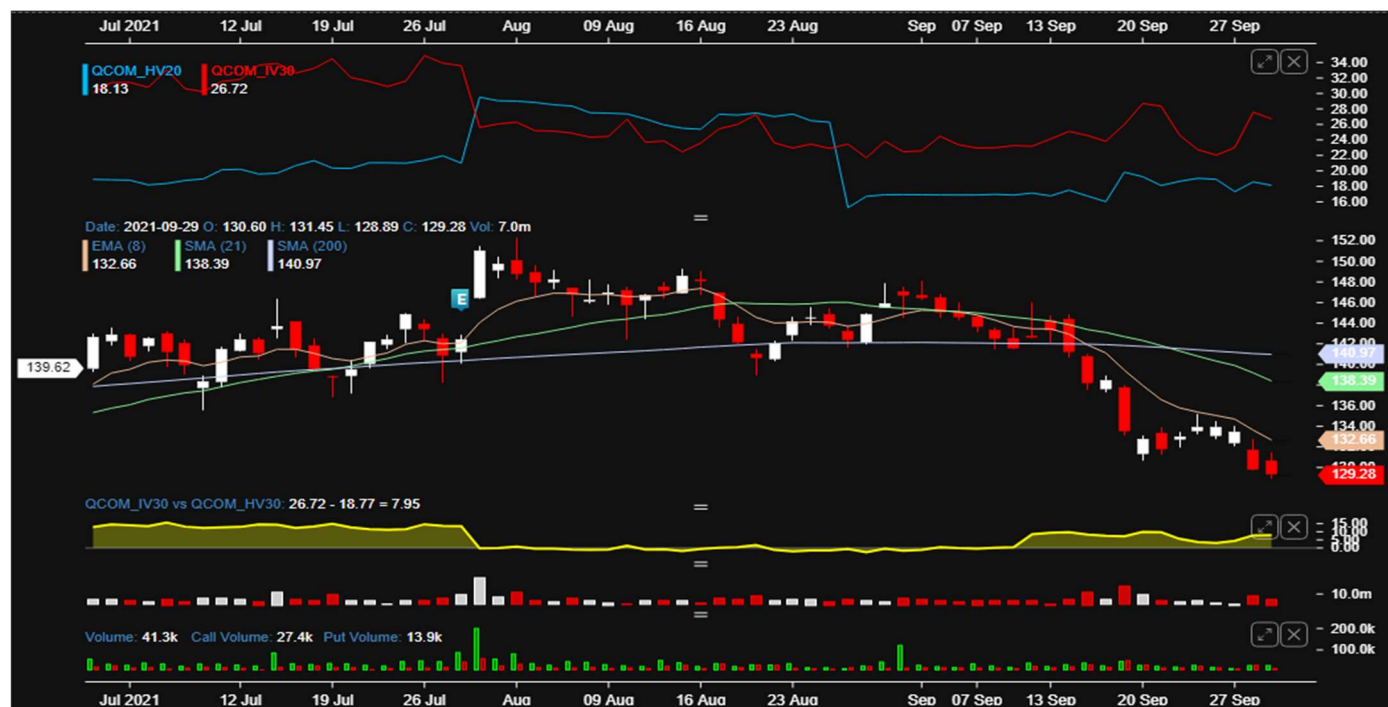 Jul 2021 12 Jul 19 Jul 26 Jul Aug 09 Aug 16 Aug 23 Aug Sep 07 Sep 13 Sep 20 Sep 27 Sep
QCOM_HV20 QCOM_IV30
18.13 26.72
34.00
32.00
30.00
28.00
26.00
24.00
22.00
20.00
18.00
16.00
Date: 2021-09-29 O: 130.60 H: 131.45 L: 128.89 C: 129.28 Vol: 7.0m
EMA (8) SMA (21) SMA (200)
132.66 138.39 140.97
152.00
150.00
148.00
146.00
144.00
142.00
140.97
140.00
139.62
138.39
136.00
134.00
132.66
129.28
E
QCOM_IV30 vs QCOM_HV30: 26.72 - 18.77 = 7.95
15.00
10.00
5.00
0.00
10.0m
Volume: 41.3k Call Volume: 27.4k Put Volume: 13.9k
200.0k
100.0k
Jul 2021 12 Jul 19 Jul 26 Jul Aug 09 Aug 16 Aug 23 Aug Sep 07 Sep 13 Sep 20 Sep 27 Sep